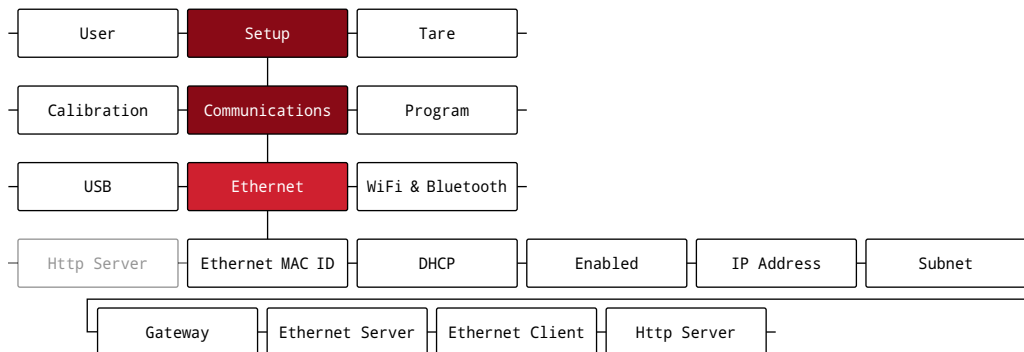 User Setup Tare
Calibration Communications Program
USB Ethernet WiFi & Bluetooth
Http Server Ethernet MAC ID DHCP Enabled IP Address Subnet
Gateway Ethernet Server Ethernet Client Http Server